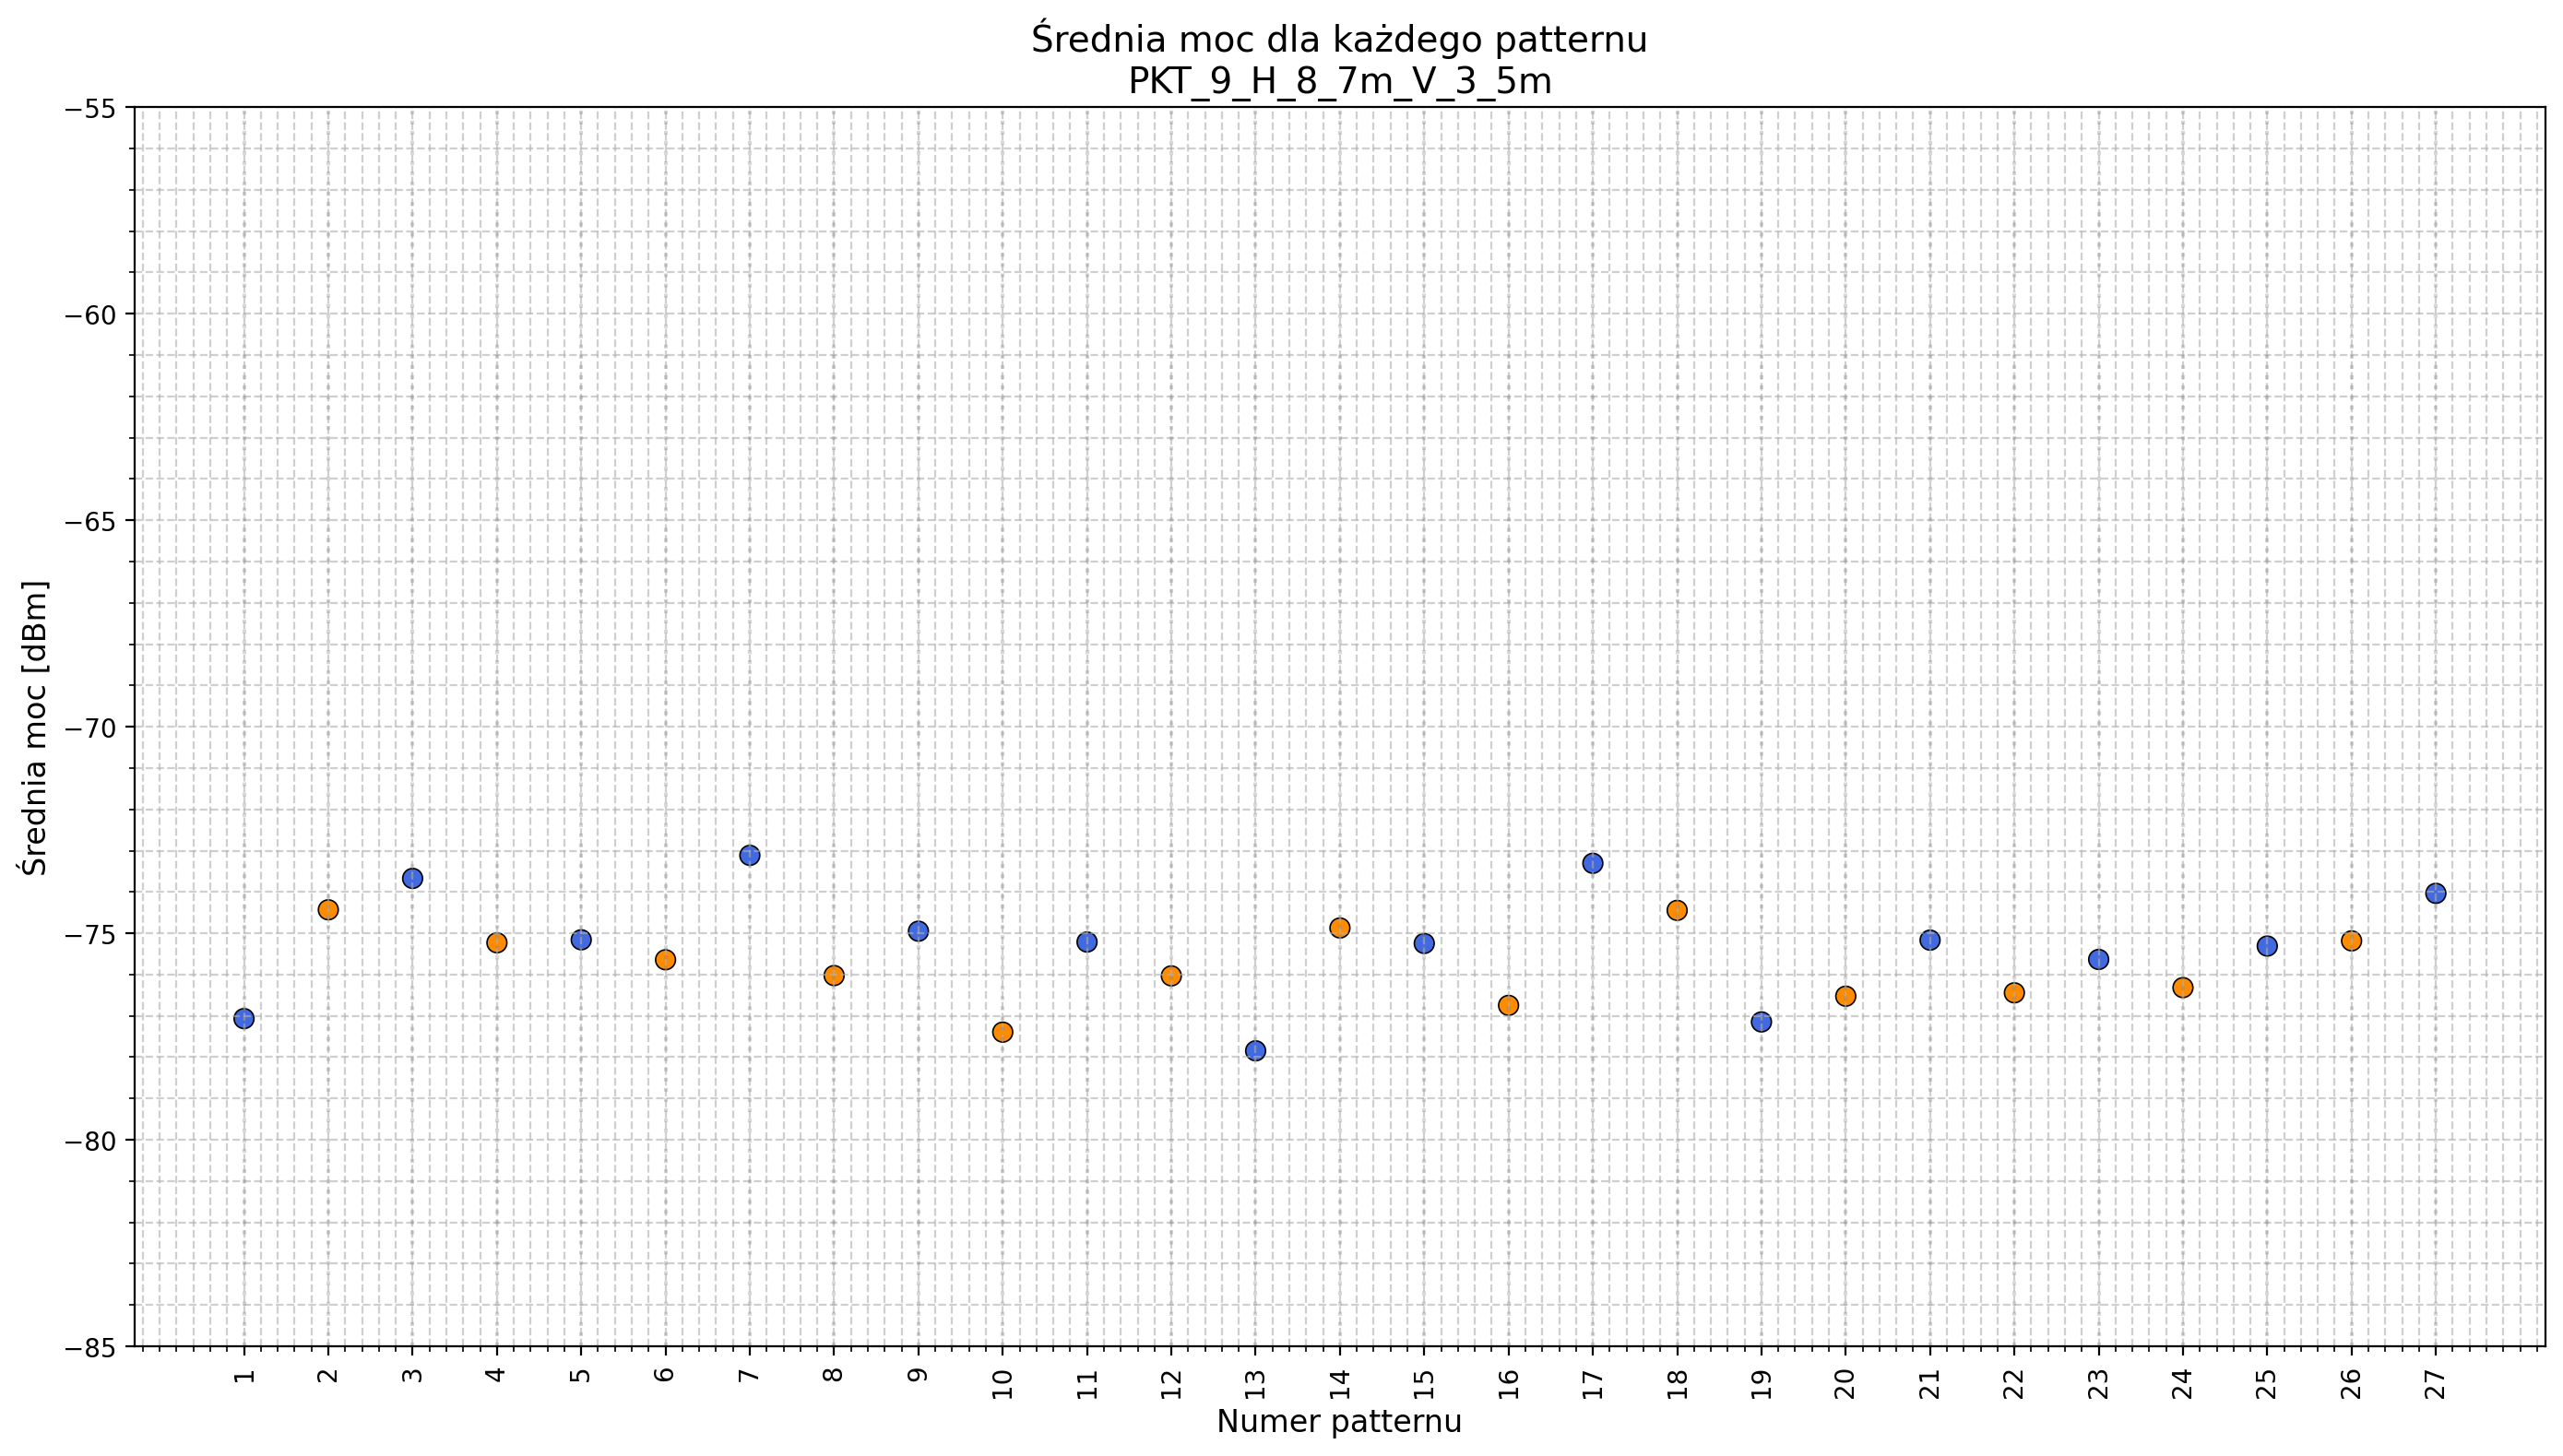 Średnia moc dla każdego patternu
PKT_9_H_8_7m_V_3_5m
Średnia moc [dBm]
−55
−60
−65
−70
−75
−80
−85
1 2 3 4 5 6 7 8 9 10 11 12 13 14 15 16 17 18 19 20 21 22 23 24 25 26 27
Numer patternu